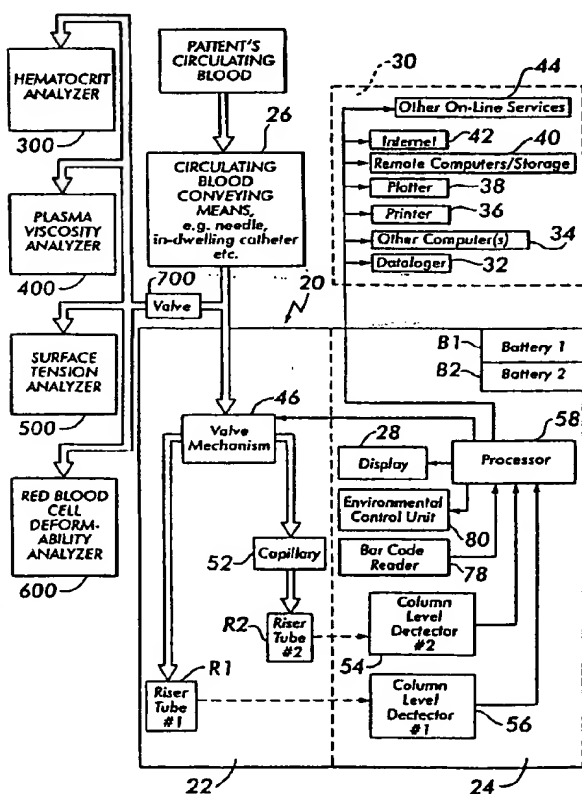 PATIENT'S
CIRCULATING
BLOOD
26
CIRCULATING
BLOOD
CONVEYING
MEANS,
e.g. needle,
in-dwelling catheter
etc.
HEMATOCRIT
ANALYZER
300
PLASMA
VISCOSITY
ANALYZER
400
SURFACE
TENSION
ANALYZER
500
RED BLOOD
CELL
DEFORM-
ABILITY
ANALYZER
600
700
Valve
20
30
44
Other On-Line Services
Internet
42
40
Remote Computers/Storage
Plotter
38
Printer
36
Other Computer(s)
34
Dataloger
32
B1
Battery 1
B2
Battery 2
46
Valve
Mechanism
28
Display
58
Processor
Environmental
Control Unit
80
Bar Code
Reader
78
52
Capillary
R2
Riser
Tube
#2
Column
Level
Dectector
#2
54
R1
Riser
Tube
#1
Column
Level
Dectector
#1
56
22
24